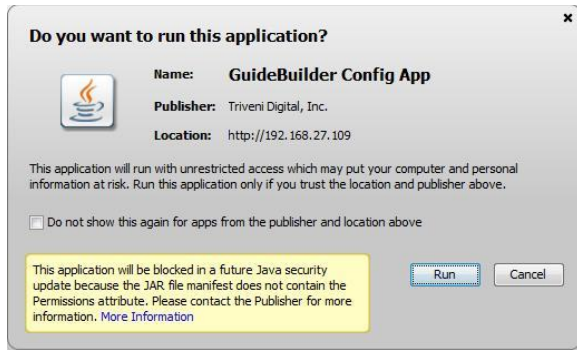 Do you want to run this application?
Name: GuideBuilder Config App
Publisher: Triveni Digital, Inc.
Location: http://192.168.27.109
This application will run with unrestricted access which may put your computer and personal
information at risk. Run this application only if you trust the location and publisher above.
Do not show this again for apps from the publisher and location above
This application will be blocked in a future Java security
update because the JAR file manifest does not contain the
Permissions attribute. Please contact the Publisher for more
information. More Information
Run Cancel